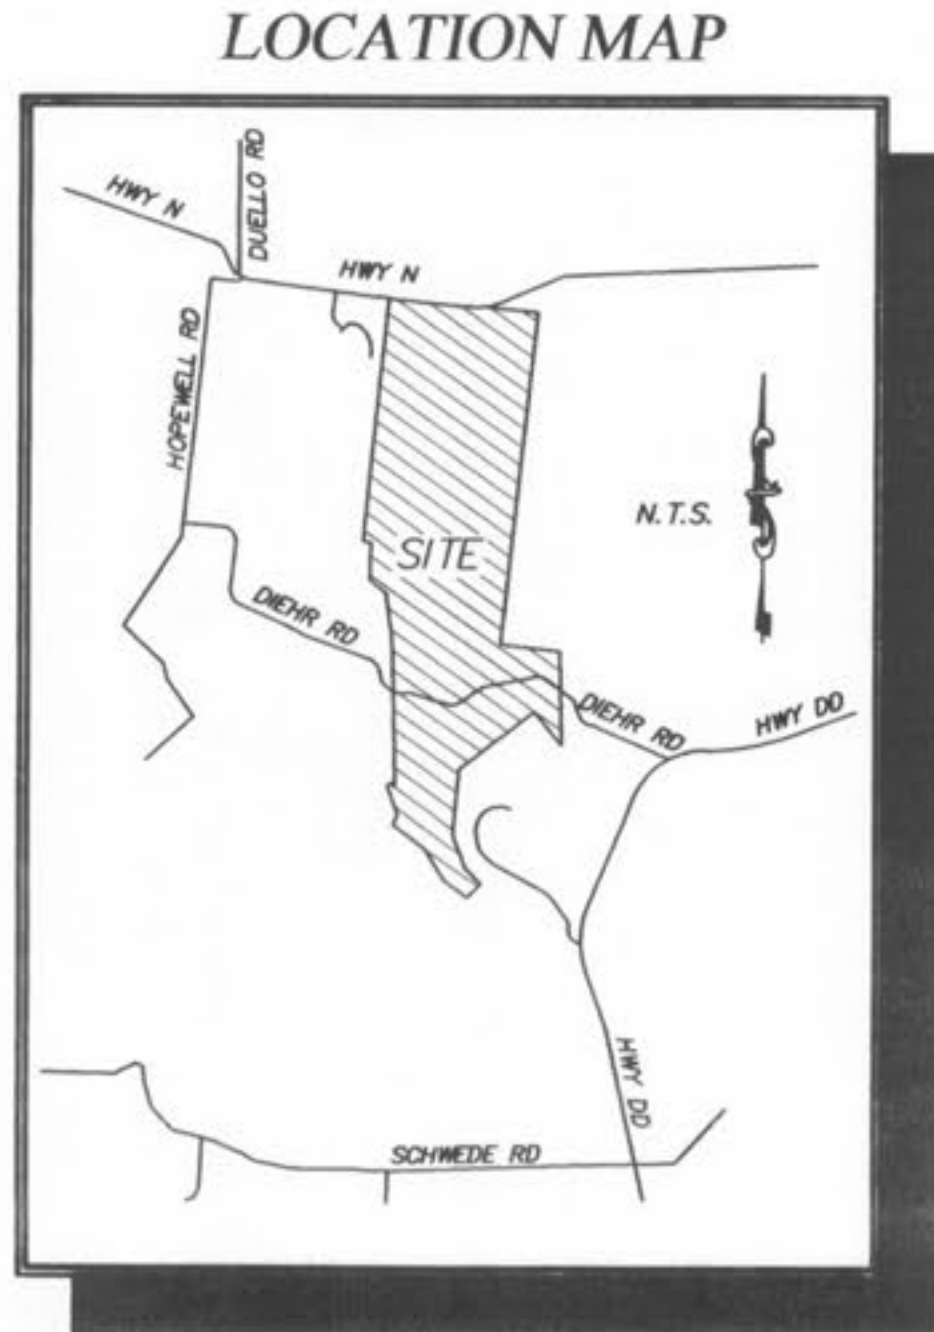 LOCATION MAP
HWY N
DUELLO RD
HWY N
HOPEWELL RD
N.T.S.
SITE
DIEHR RD
DIEHR RD
HWY DD
HWY DD
SCHWEDE RD